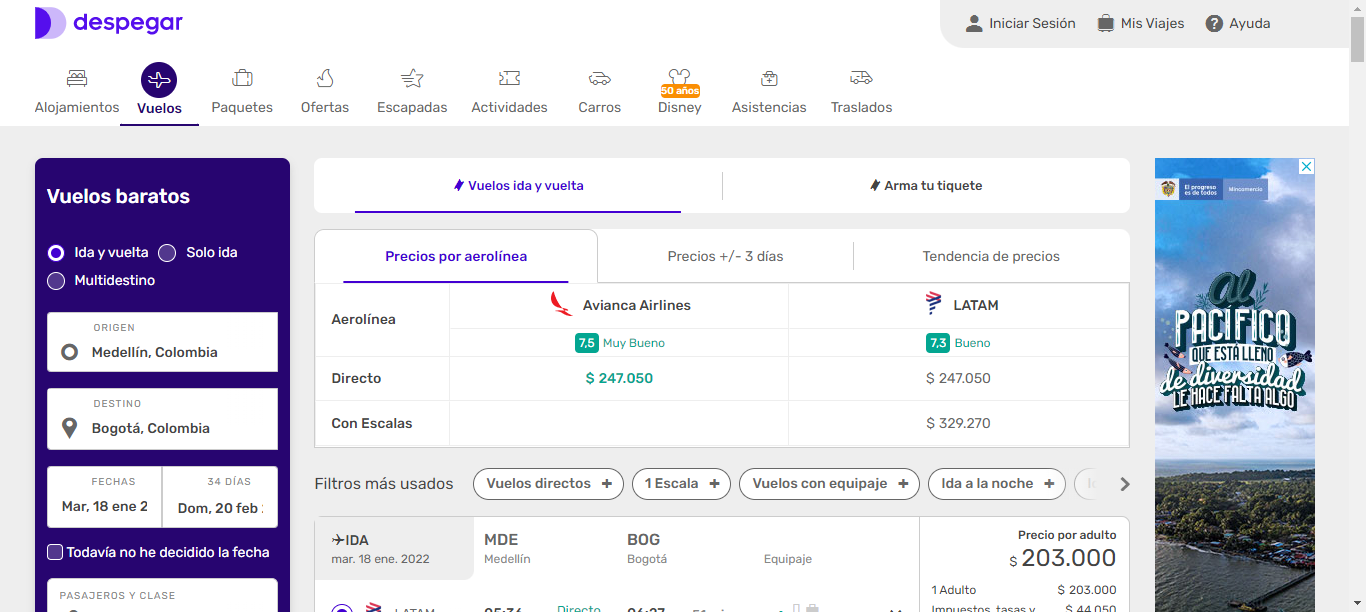 despegar
Iniciar Sesión
Mis Viajes
Ayuda
Alojamientos
Vuelos
Paquetes
Ofertas
Escapadas
Actividades
Carros
50 años
Disney
Asistencias
Traslados
Vuelos baratos
Ida y vuelta
Solo ida
Multidestino
ORIGEN
Medellín, Colombia
DESTINO
Bogotá, Colombia
FECHAS
34 DÍAS
Mar, 18 ene 2
Dom, 20 feb
Todavía no he decidido la fecha
PASAJEROS Y CLASE
Vuelos ida y vuelta
Arma tu tiquete
Precios por aerolínea
Precios +/- 3 días
Tendencia de precios
Aerolínea
Avianca Airlines
LATAM
7,5 Muy Bueno
7,3 Bueno
Directo
$ 247.050
$ 247.050
Con Escalas
$ 329.270
Filtros más usados
Vuelos directos +
1 Escala +
Vuelos con equipaje +
Ida a la noche +
IDA
mar. 18 ene. 2022
MDE
Medellín
BOG
Bogotá
Equipaje
LATAM
05:36
Directo
06:27
Precio por adulto
$ 203.000
1 Adulto
$ 203.000
Impuestos, tasas y
$ 44.050
El progreso
es de todos
Mincomercio
Al
PACÍFICO
QUE ESTÁ LLENO
de diversidad
LE HACE FALTA ALGO